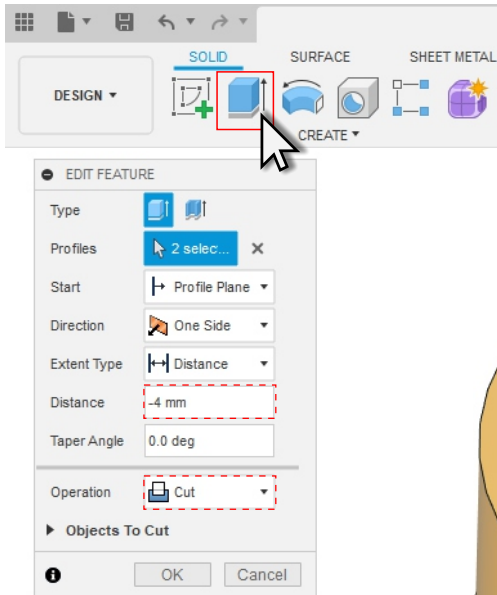 SOLID SURFACE SHEET METAL
DESIGN
CREATE
EDIT FEATURE
Type
Profiles 2 selec...
Start Profile Plane
Direction One Side
Extent Type Distance
Distance -4 mm
Taper Angle 0.0 deg
Operation Cut
Objects To Cut
OK Cancel